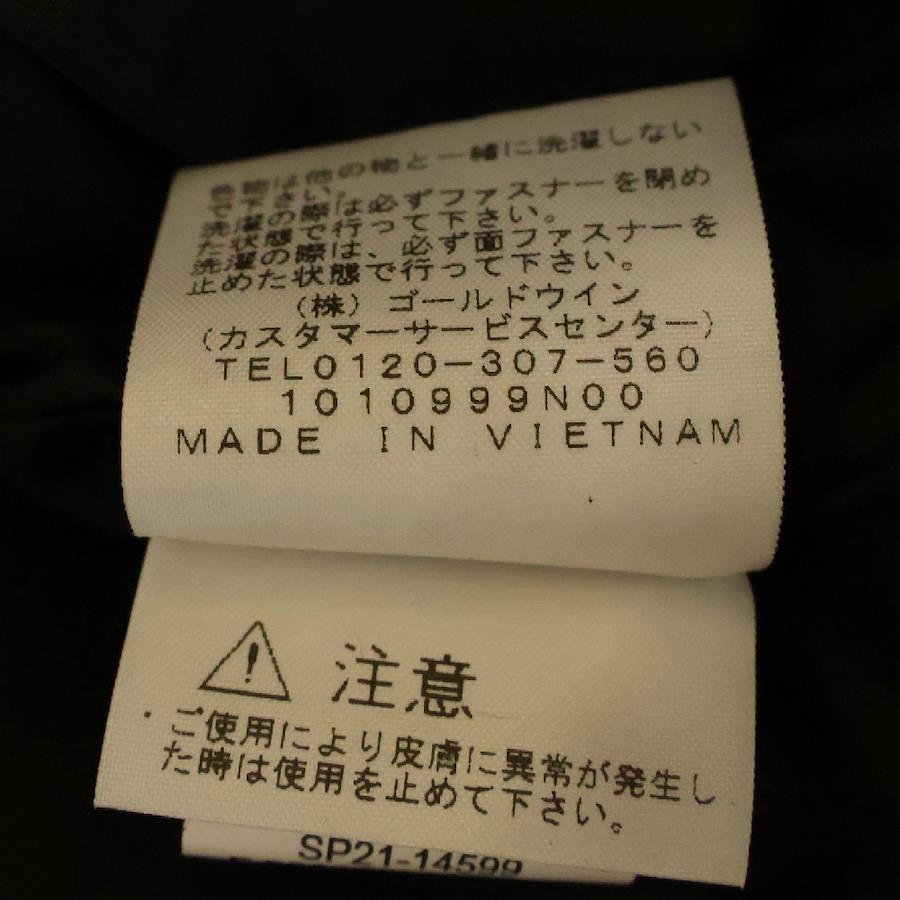 色物は他の物と一緒に洗濯しない
で下さい。
洗濯の際は必ずファスナーを閉め
た状態で行って下さい。
洗濯の際は、必ず面ファスナーを
止めた状態で行って下さい。
(株) ゴールドウイン
(カスタマーサービスセンター)
TEL0120-307-560
1010999N00
MADE IN VIETNAM
注意
・ご使用により皮膚に異常が発生し
た時は使用を止めて下さい。
SP21-14599